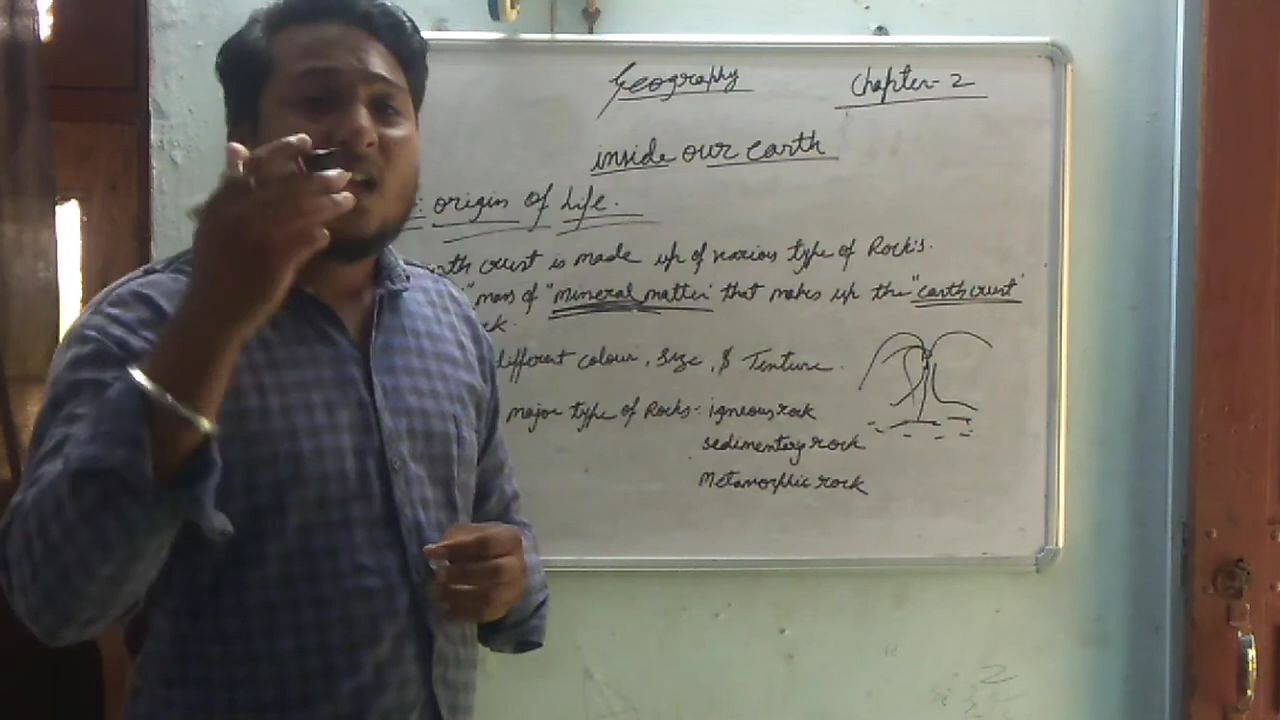 Geography Chapter-2
inside our earth
: origin of Life.
crust is made up of various type of Rock's.
"mass of "mineral matter" that makes up the "earth crust"
different colour, Size, & Texture.
major type of Rocks: igneous rock
sedimentary rock
Metamorphic rock